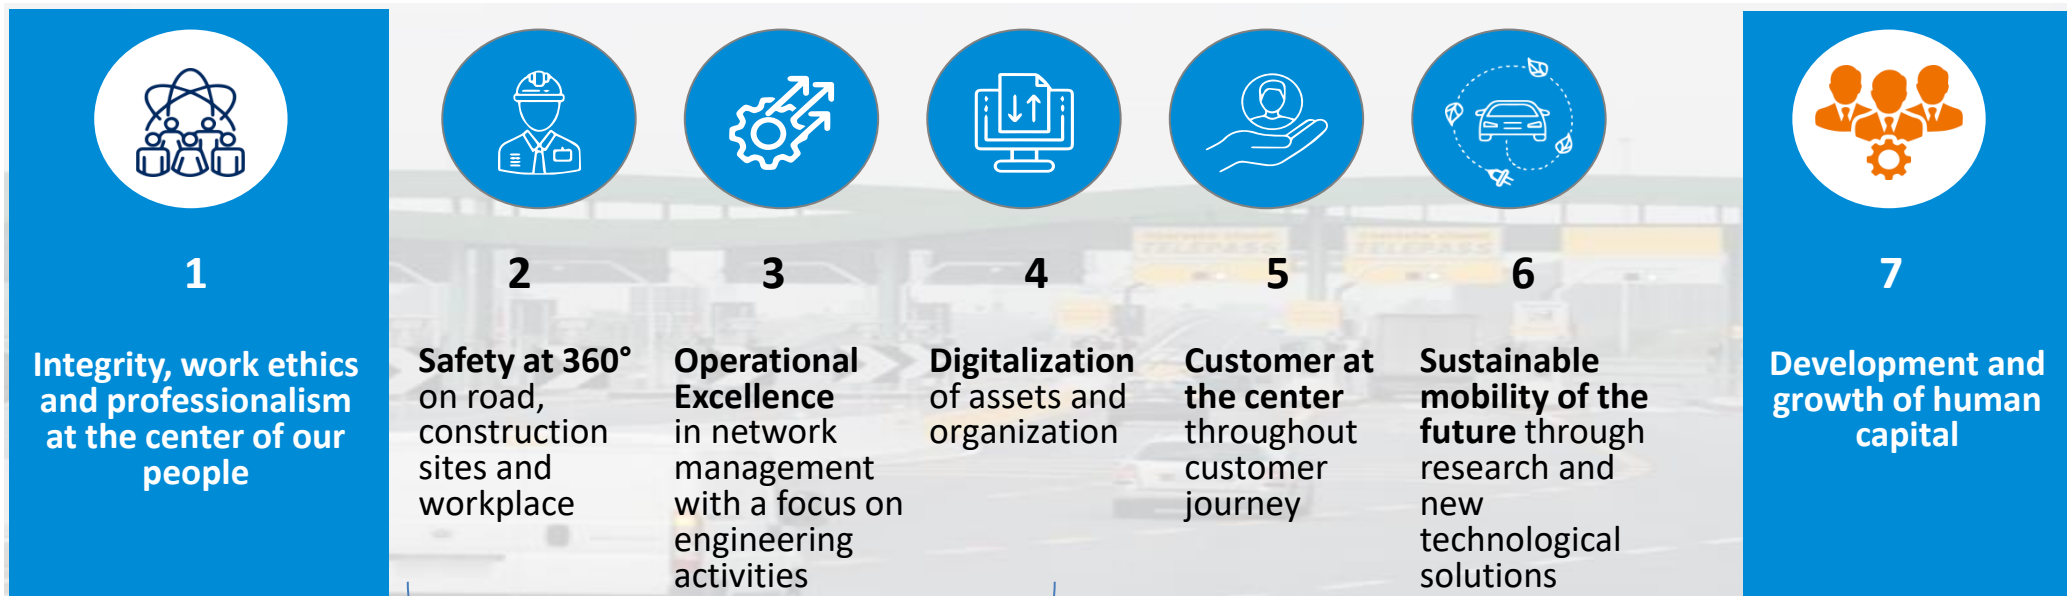 1
Integrity, work ethics
and professionalism
at the center of our
people
2
Safety at 360°
on road,
construction
sites and
workplace
3
Operational
Excellence
in network
management
with a focus on
engineering
activities
4
Digitalization
of assets and
organization
5
Customer at
the center
throughout
customer
journey
6
Sustainable
mobility of the
future through
research and
new
technological
solutions
7
Development and
growth of human
capital
TELEPASS
TELEPASS